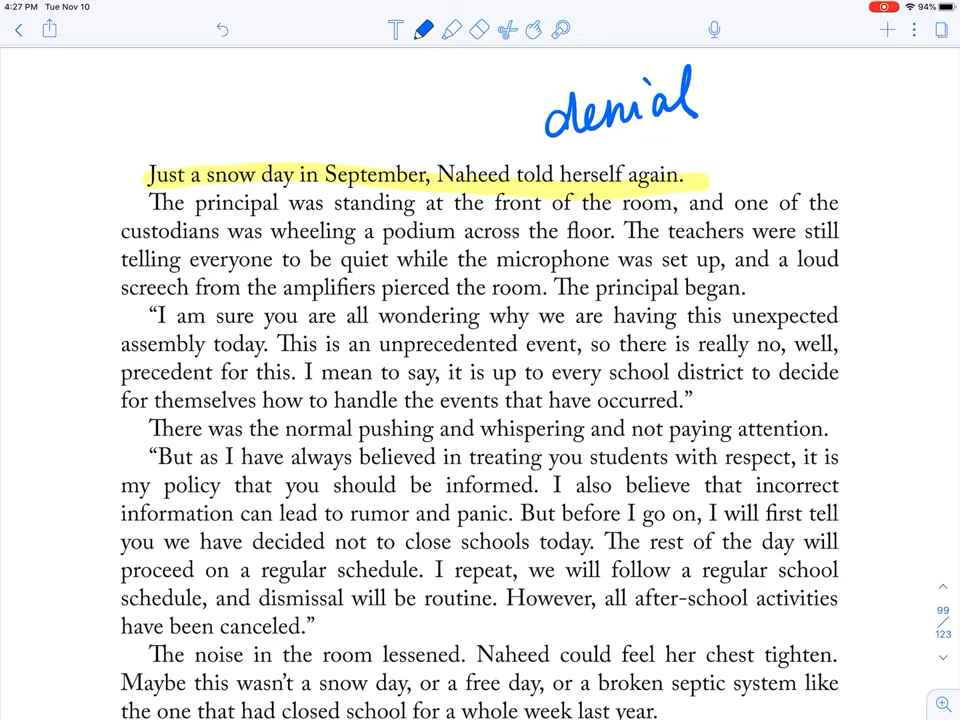 4:27 PM Tue Nov 10
94%
denial
Just a snow day in September, Naheed told herself again.
The principal was standing at the front of the room, and one of the
custodians was wheeling a podium across the floor. The teachers were still
telling everyone to be quiet while the microphone was set up, and a loud
screech from the amplifiers pierced the room. The principal began.
“I am sure you are all wondering why we are having this unexpected
assembly today. This is an unprecedented event, so there is really no, well,
precedent for this. I mean to say, it is up to every school district to decide
for themselves how to handle the events that have occurred.”
There was the normal pushing and whispering and not paying attention.
“But as I have always believed in treating you students with respect, it is
my policy that you should be informed. I also believe that incorrect
information can lead to rumor and panic. But before I go on, I will first tell
you we have decided not to close schools today. The rest of the day will
proceed on a regular schedule. I repeat, we will follow a regular school
schedule, and dismissal will be routine. However, all after-school activities
have been canceled.”
The noise in the room lessened. Naheed could feel her chest tighten.
Maybe this wasn’t a snow day, or a free day, or a broken septic system like
the one that had closed school for a whole week last year.
99
/
123